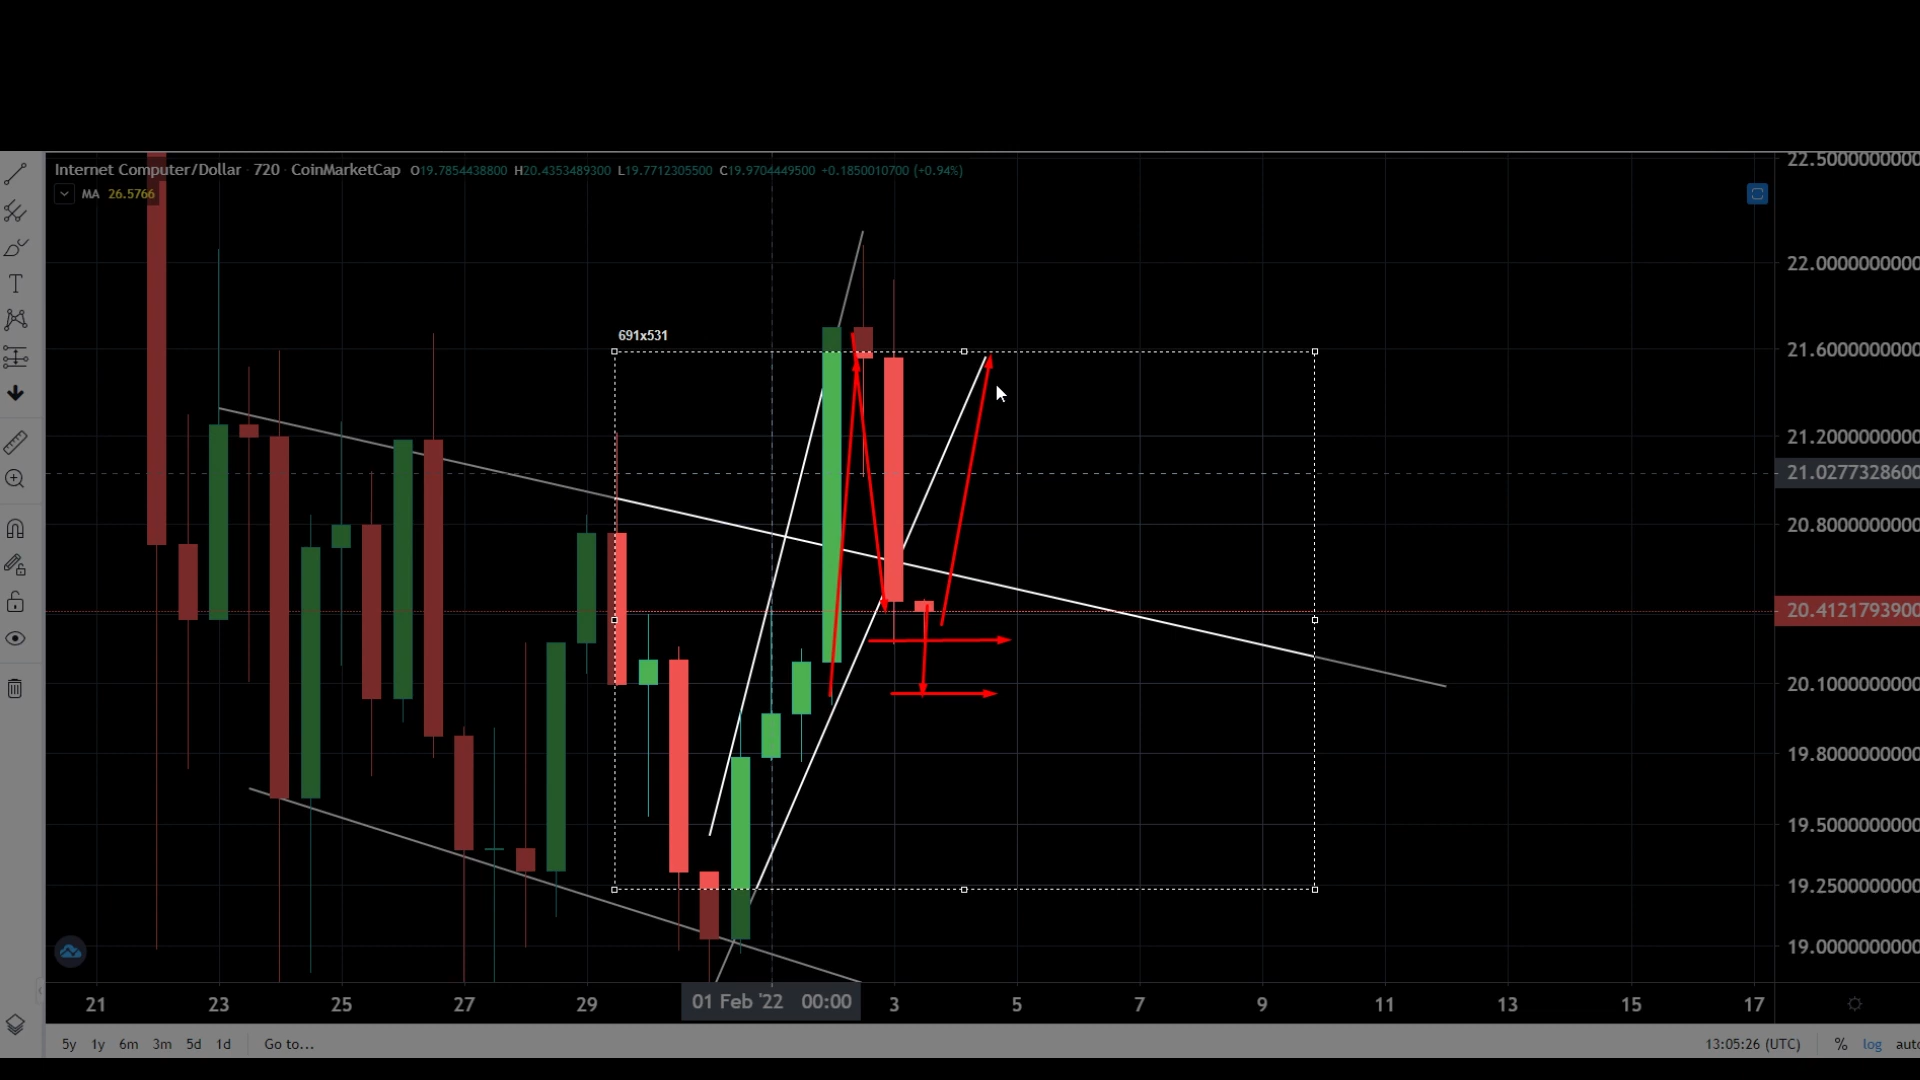 22.5000000000
Internet Computer/Dollar · 720 · CoinMarketCap O19.7854438800 H20.4353489300 L19.7712305500 C19.9704449500 +0.1850010700 (+0.94%)
MA 26.5766
22.0000000000
691x531
21.6000000000
21.2000000000
21.0277328600
20.8000000000
20.4121793900
20.1000000000
19.8000000000
19.5000000000
19.2500000000
19.0000000000
21 23 25 27 29 01 Feb '22 00:00 3 5 7 9 11 13 15 17
5y 1y 6m 3m 5d 1d Go to... 13:05:26 (UTC) % log auto